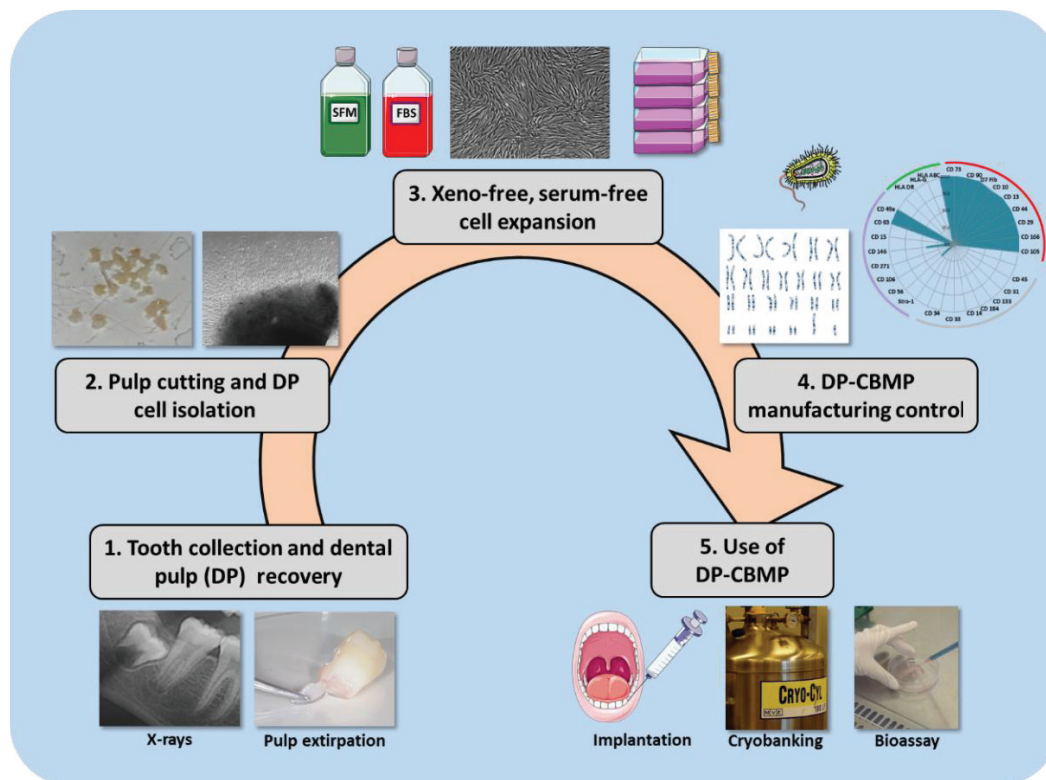 SFM
FBS
3. Xeno-free, serum-free
cell expansion
CD 73
HLA ABC
CD 90
HLA-G
D7 Fib
HLA DR
CD 10
CD 13
CD 49a
CD 44
CD 65
CD 29
CD 15
CD 166
CD 146
CD 105
CD 271
CD 45
CD 106
CD 31
CD 56
CD 133
Stro-1
CD 184
CD 34
CD 14
CD 33
2. Pulp cutting and DP
cell isolation
4. DP-CBMP
manufacturing control
1. Tooth collection and dental
pulp (DP) recovery
5. Use of
DP-CBMP
CRYO-CYL
X-rays
Pulp extirpation
Implantation
Cryobanking
Bioassay